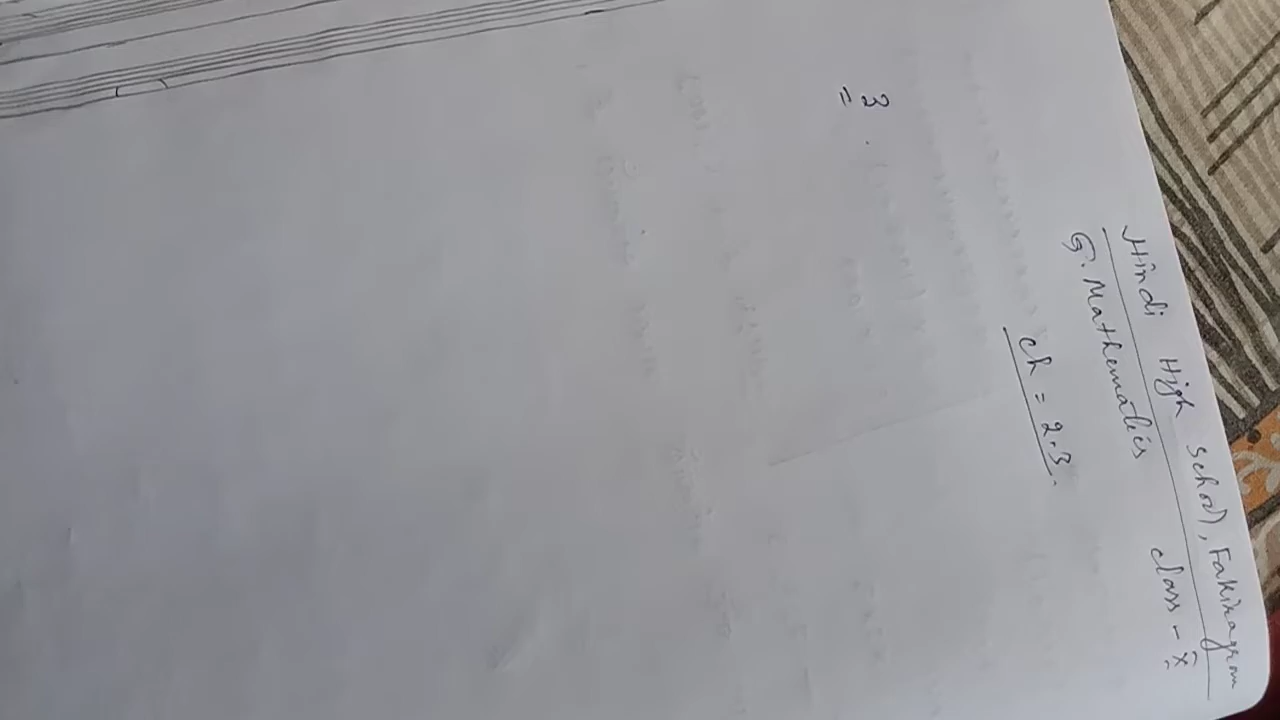 Hindi High School, Fakiragram
G. Mathematics Class - X
Ch = 2.3.
3